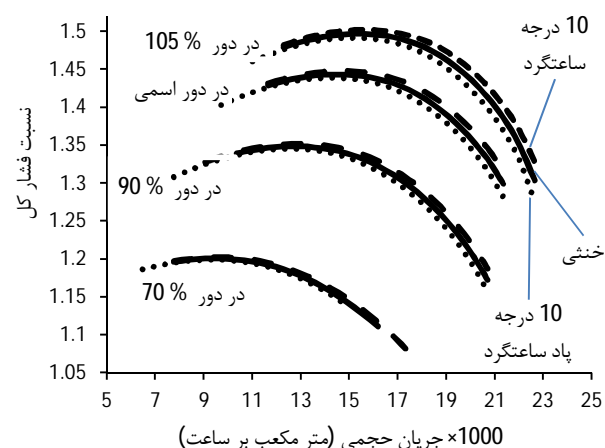 1.5
1.45
1.4
1.35
1.3
1.25
1.2
1.15
1.1
1.05
5
7
9
11
13
15
17
19
21
23
25
نسبت فشار کل
جریان حجمی (متر مکعب بر ساعت) ×1000
در دور % 105
در دور اسمی
در دور % 90
در دور % 70
10 درجه
ساعتگرد
خنثی
10 درجه
پاد ساعتگرد